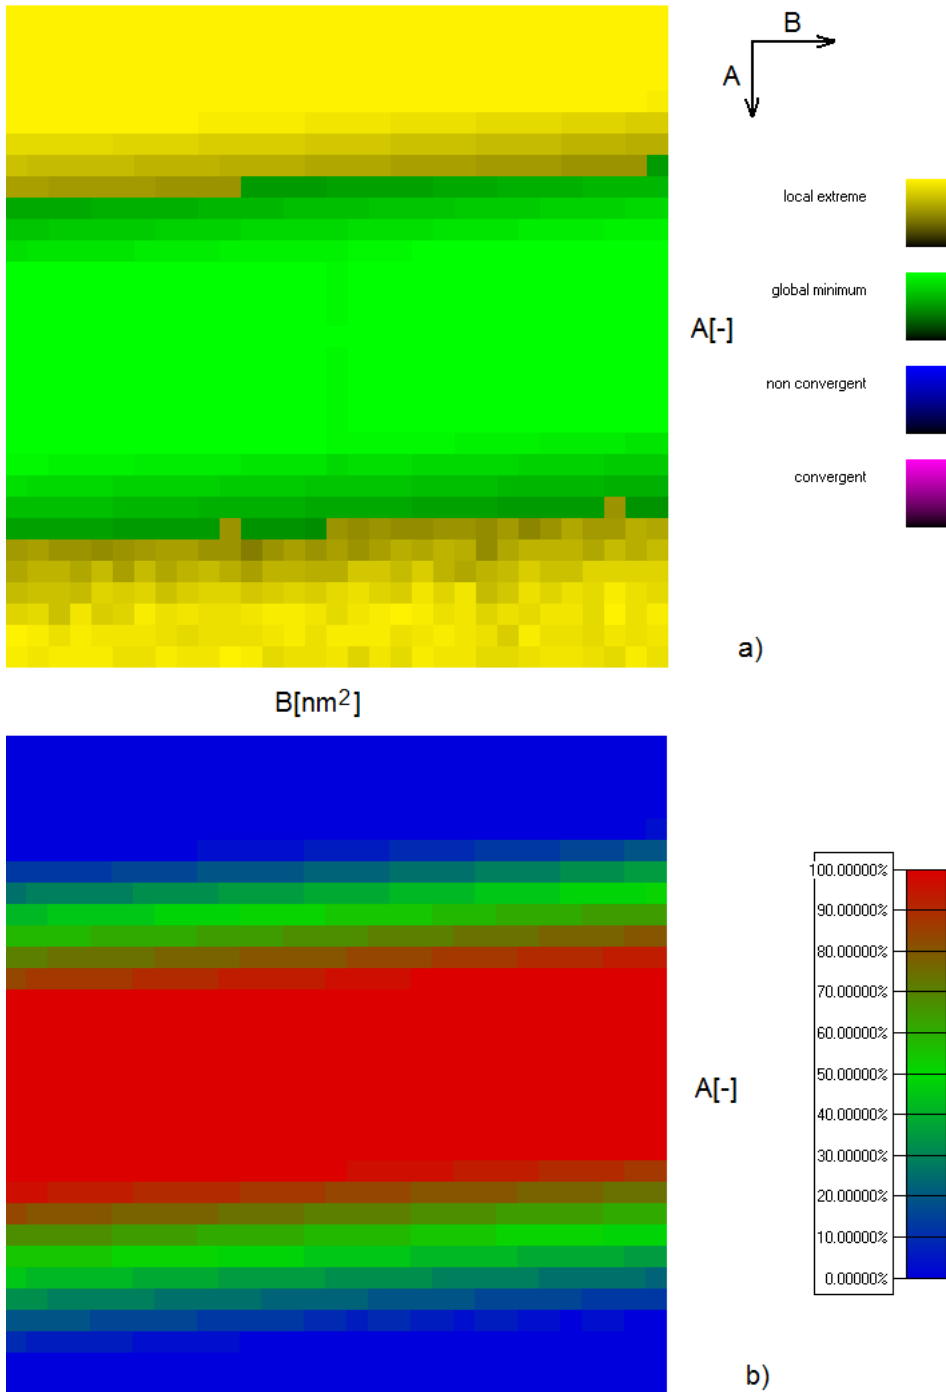 B
A
local extreme
global minimum
A[-]
non convergent
convergent
a)
B[nm²]
100.00000%
90.00000%
80.00000%
70.00000%
60.00000%
50.00000%
A[-]
40.00000%
30.00000%
20.00000%
10.00000%
0.00000%
b)